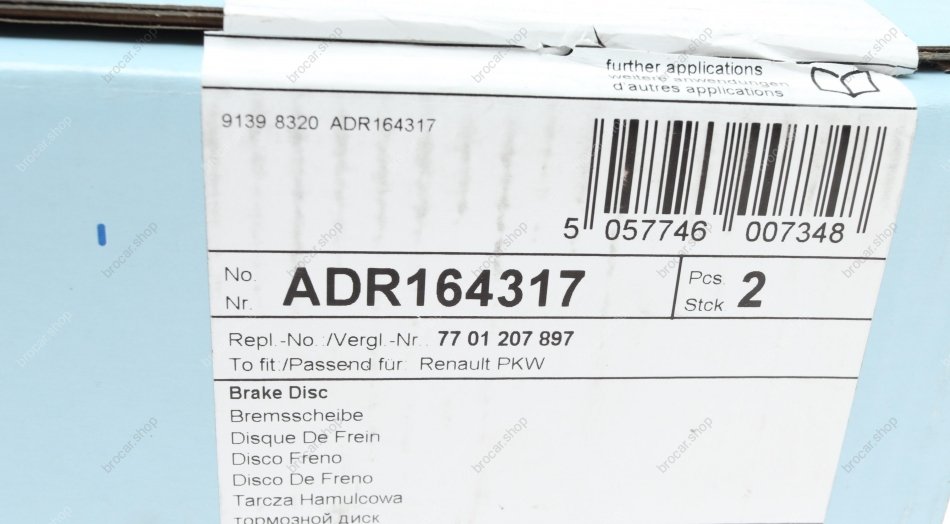 further applications
weitere anwendungen
d'autres applications
9139 8320 ADR164317
5 057746 007348
No. Nr. ADR164317 Pcs. Stck 2
Repl.-No.:/Vergl.-Nr.: 77 01 207 897
To fit:/Passend für: Renault PKW
Brake Disc
Bremsscheibe
Disque De Frein
Disco Freno
Disco De Freno
Tarcza Hamulcowa
тормозной диск
brocar.shop